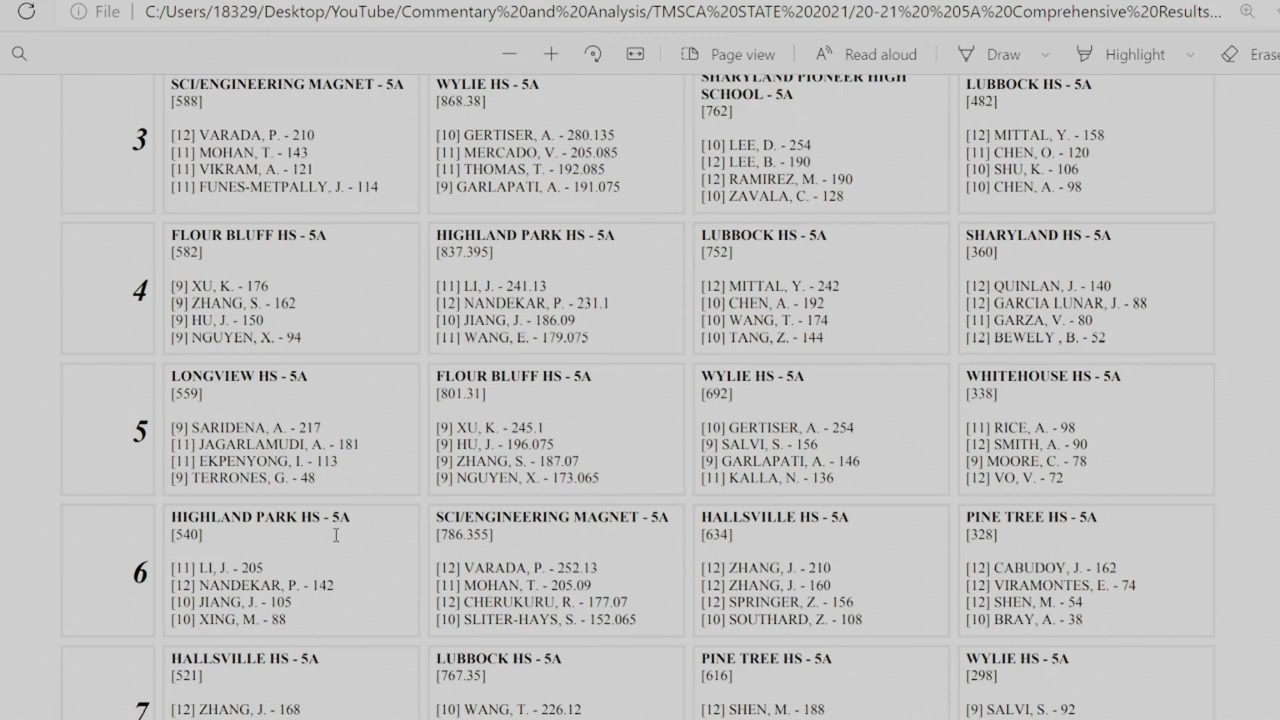 File
C:/Users/18329/Desktop/YouTube/Commentary%20and%20Analysis/TMSCA%20STATE%202021/20-21%20%205A%20Comprehensive%20Results...
Page view
Read aloud
Draw
Highlight
Erase
3
SCI/ENGINEERING MAGNET - 5A
[588]
[12] VARADA, P. - 210
[11] MOHAN, T. - 143
[11] VIKRAM, A. - 121
[11] FUNES-METPALLY, J. - 114
WYLIE HS - 5A
[868.38]
[10] GERTISER, A. - 280.135
[11] MERCADO, V. - 205.085
[11] THOMAS, T. - 192.085
[9] GARLAPATI, A. - 191.075
SHARYLAND PIONEER HIGH
SCHOOL - 5A
[762]
[10] LEE, D. - 254
[12] LEE, B. - 190
[12] RAMIREZ, M. - 190
[10] ZAVALA, C. - 128
LUBBOCK HS - 5A
[482]
[12] MITTAL, Y. - 158
[11] CHEN, O. - 120
[10] SHU, K. - 106
[10] CHEN, A. - 98
4
FLOUR BLUFF HS - 5A
[582]
[9] XU, K. - 176
[9] ZHANG, S. - 162
[9] HU, J. - 150
[9] NGUYEN, X. - 94
HIGHLAND PARK HS - 5A
[837.395]
[11] LI, J. - 241.13
[12] NANDEKAR, P. - 231.1
[10] JIANG, J. - 186.09
[11] WANG, E. - 179.075
LUBBOCK HS - 5A
[752]
[12] MITTAL, Y. - 242
[10] CHEN, A. - 192
[10] WANG, T. - 174
[10] TANG, Z. - 144
SHARYLAND HS - 5A
[360]
[12] QUINLAN, J. - 140
[12] GARCIA LUNAR, J. - 88
[11] GARZA, V. - 80
[12] BEWELY , B. - 52
5
LONGVIEW HS - 5A
[559]
[9] SARIDENA, A. - 217
[11] JAGARLAMUDI, A. - 181
[11] EKPENYONG, I. - 113
[9] TERRONES, G. - 48
FLOUR BLUFF HS - 5A
[801.31]
[9] XU, K. - 245.1
[9] HU, J. - 196.075
[9] ZHANG, S. - 187.07
[9] NGUYEN, X. - 173.065
WYLIE HS - 5A
[692]
[10] GERTISER, A. - 254
[9] SALVI, S. - 156
[9] GARLAPATI, A. - 146
[11] KALLA, N. - 136
WHITEHOUSE HS - 5A
[338]
[11] RICE, A. - 98
[12] SMITH, A. - 90
[9] MOORE, C. - 78
[12] VO, V. - 72
6
HIGHLAND PARK HS - 5A
[540]
[11] LI, J. - 205
[12] NANDEKAR, P. - 142
[10] JIANG, J. - 105
[10] XING, M. - 88
SCI/ENGINEERING MAGNET - 5A
[786.355]
[12] VARADA, P. - 252.13
[11] MOHAN, T. - 205.09
[12] CHERUKURU, R. - 177.07
[10] SLITER-HAYS, S. - 152.065
HALLSVILLE HS - 5A
[634]
[12] ZHANG, J. - 210
[12] ZHANG, J. - 160
[12] SPRINGER, Z. - 156
[10] SOUTHARD, Z. - 108
PINE TREE HS - 5A
[328]
[12] CABUDOY, J. - 162
[12] VIRAMONTES, E. - 74
[12] SHEN, M. - 54
[10] BRAY, A. - 38
7
HALLSVILLE HS - 5A
[521]
[12] ZHANG, J. - 168
LUBBOCK HS - 5A
[767.35]
[10] WANG, T. - 226.12
PINE TREE HS - 5A
[616]
[12] SHEN, M. - 188
WYLIE HS - 5A
[298]
[9] SALVI, S. - 92